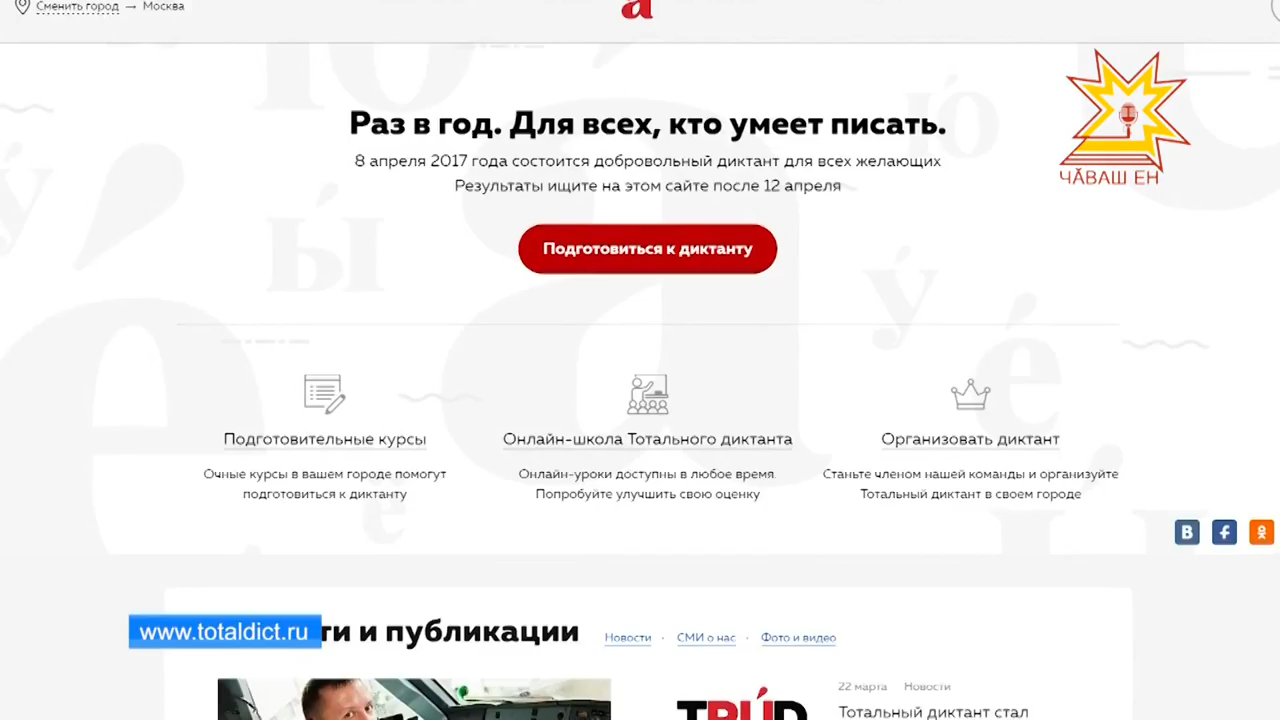 Сменить город → Москва
á
Раз в год. Для всех, кто умеет писать.
8 апреля 2017 года состоится добровольный диктант для всех желающих
Результаты ищите на этом сайте после 12 апреля
ЧӐВАШ ЕН
Подготовиться к диктанту
Подготовительные курсы
Очные курсы в вашем городе помогут
подготовиться к диктанту
Онлайн-школа Тотального диктанта
Онлайн-уроки доступны в любое время.
Попробуйте улучшить свою оценку
Организовать диктант
Станьте членом нашей команды и организуйте
Тотальный диктант в своем городе
www.totaldict.ru
ти и публикации
Новости · СМИ о нас · Фото и видео
22 марта Новости
TRÚD
Тотальный диктант стал